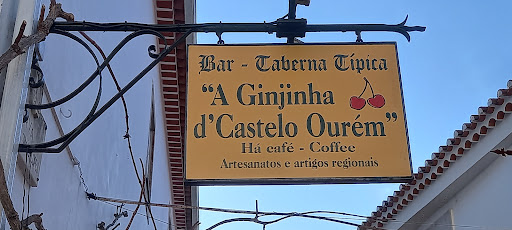 Bar - Taberna Típica
“A Ginjinha
d’Castelo Ourém”
Há café - Coffee
Artesanatos e artigos regionais